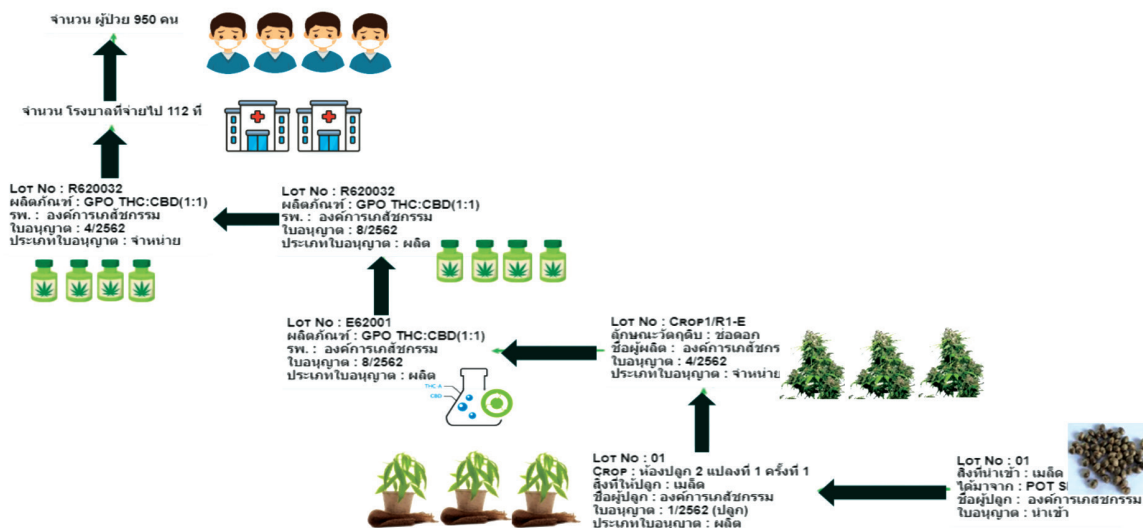 จำนวน ผู้ป่วย 950 คน
จำนวน โรงบาลที่จ่ายไป 112 ที่
LOT NO : R620032
ผลิตภัณฑ์ : GPO THC:CBD(1:1)
รพ. : องค์การเภสัชกรรม
ใบอนุญาต : 4/2562
ประเภทใบอนุญาต : จำหน่าย
LOT NO : R620032
ผลิตภัณฑ์ : GPO THC:CBD(1:1)
รพ. : องค์การเภสัชกรรม
ใบอนุญาต : 8/2562
ประเภทใบอนุญาต : ผลิต
LOT NO : E62001
ผลิตภัณฑ์ : GPO THC:CBD(1:1)
รพ. : องค์การเภสัชกรรม
ใบอนุญาต : 8/2562
ประเภทใบอนุญาต : ผลิต
THC-A
CBD
LOT NO : CROP1/R1-E
ลักษณะวัตถุดิบ : ช่อดอก
ชื่อผู้ผลิต : องค์การเภสัชกร
ใบอนุญาต : 4/2562
ประเภทใบอนุญาต : จำหน่าย
LOT NO : 01
CROP : ห้องปลูก 2 แปลงที่ 1 ครั้งที่ 1
สิ่งที่ให้ปลูก : เมล็ด
ชื่อผู้ปลูก : องค์การเภสัชกรรม
ใบอนุญาต : 1/2562 (ปลูก)
ประเภทใบอนุญาต : ผลิต
LOT NO : 01
สิ่งที่นำเข้า : เมล็ด
ได้มาจาก : POT
ชื่อผู้ปลูก : องค์การเภสัชกรรม
ใบอนุญาต : นำเข้า